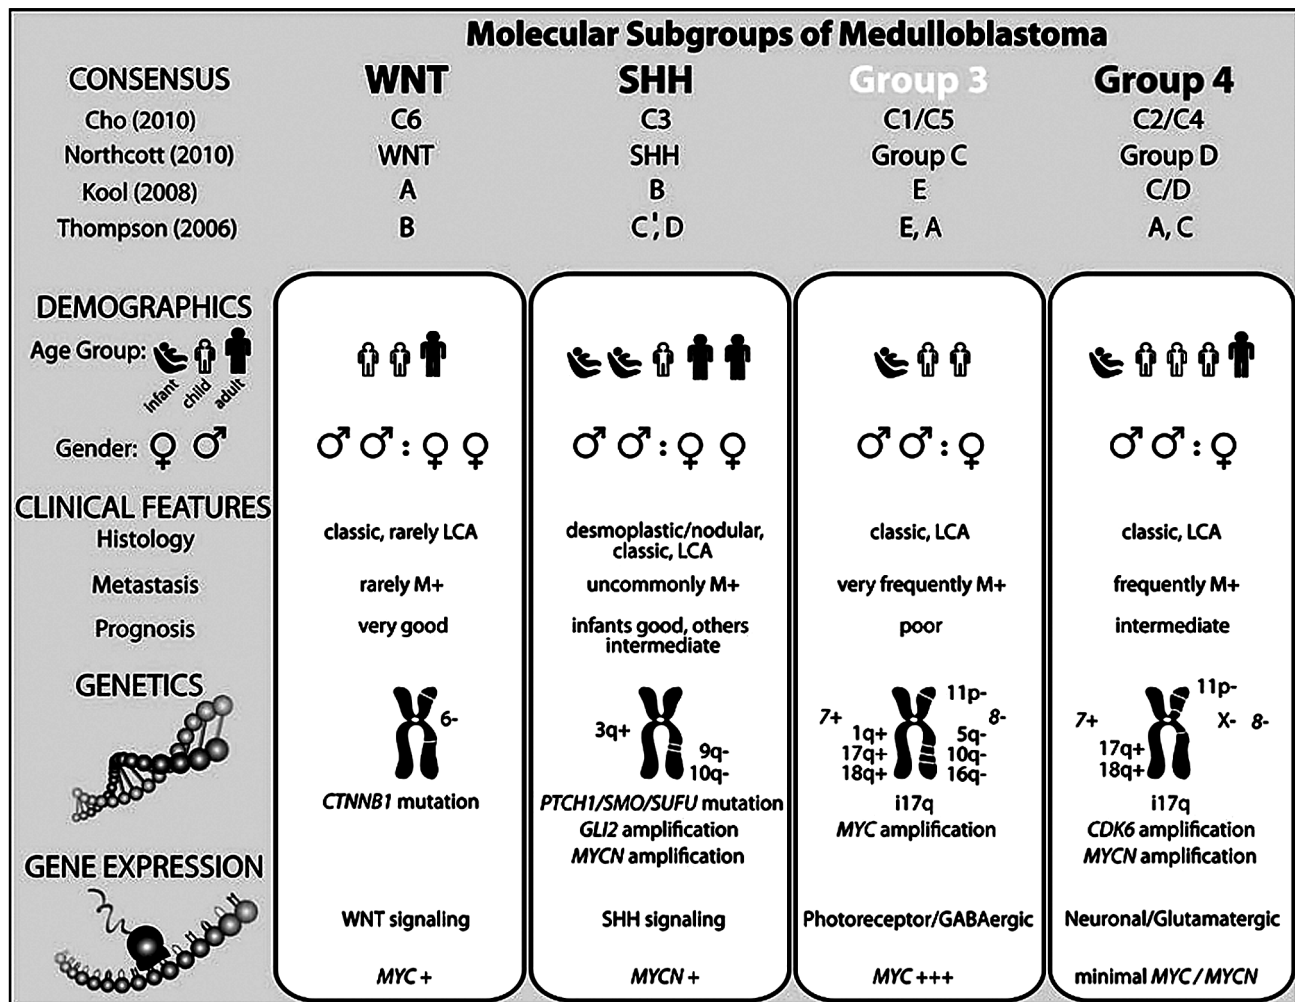 Molecular Subgroups of Medulloblastoma
CONSENSUS WNT SHH Group 3 Group 4
Cho (2010) C6 C3 C1/C5 C2/C4
Northcott (2010) WNT SHH Group C Group D
Kool (2008) A B E C/D
Thompson (2006) B C', D E, A A, C
DEMOGRAPHICS
Age Group:
infant child adult
Gender: ♀ ♂ ♂ ♂ : ♀ ♀ ♂ ♂ : ♀ ♀ ♂ ♂ : ♀ ♂ ♂ : ♀
CLINICAL FEATURES
Histology classic, rarely LCA desmoplastic/nodular, classic, LCA classic, LCA
classic, LCA
Metastasis rarely M+ uncommonly M+ very frequently M+ frequently M+
Prognosis very good infants good, others poor intermediate
intermediate
GENETICS
6-
3q+
9q-
10q-
7+ 11p- 8-
1q+ 5q-
17q+ 10q-
18q+ 16q-
11p-
7+ X- 8-
17q+
18q+
CTNNB1 mutation PTCH1/SMO/SUFU mutation i17q i17q
GLI2 amplification MYC amplification CDK6 amplification
MYCN amplification MYCN amplification
GENE EXPRESSION
WNT signaling SHH signaling Photoreceptor/GABAergic Neuronal/Glutamatergic
MYC + MYCN + MYC +++ minimal MYC / MYCN